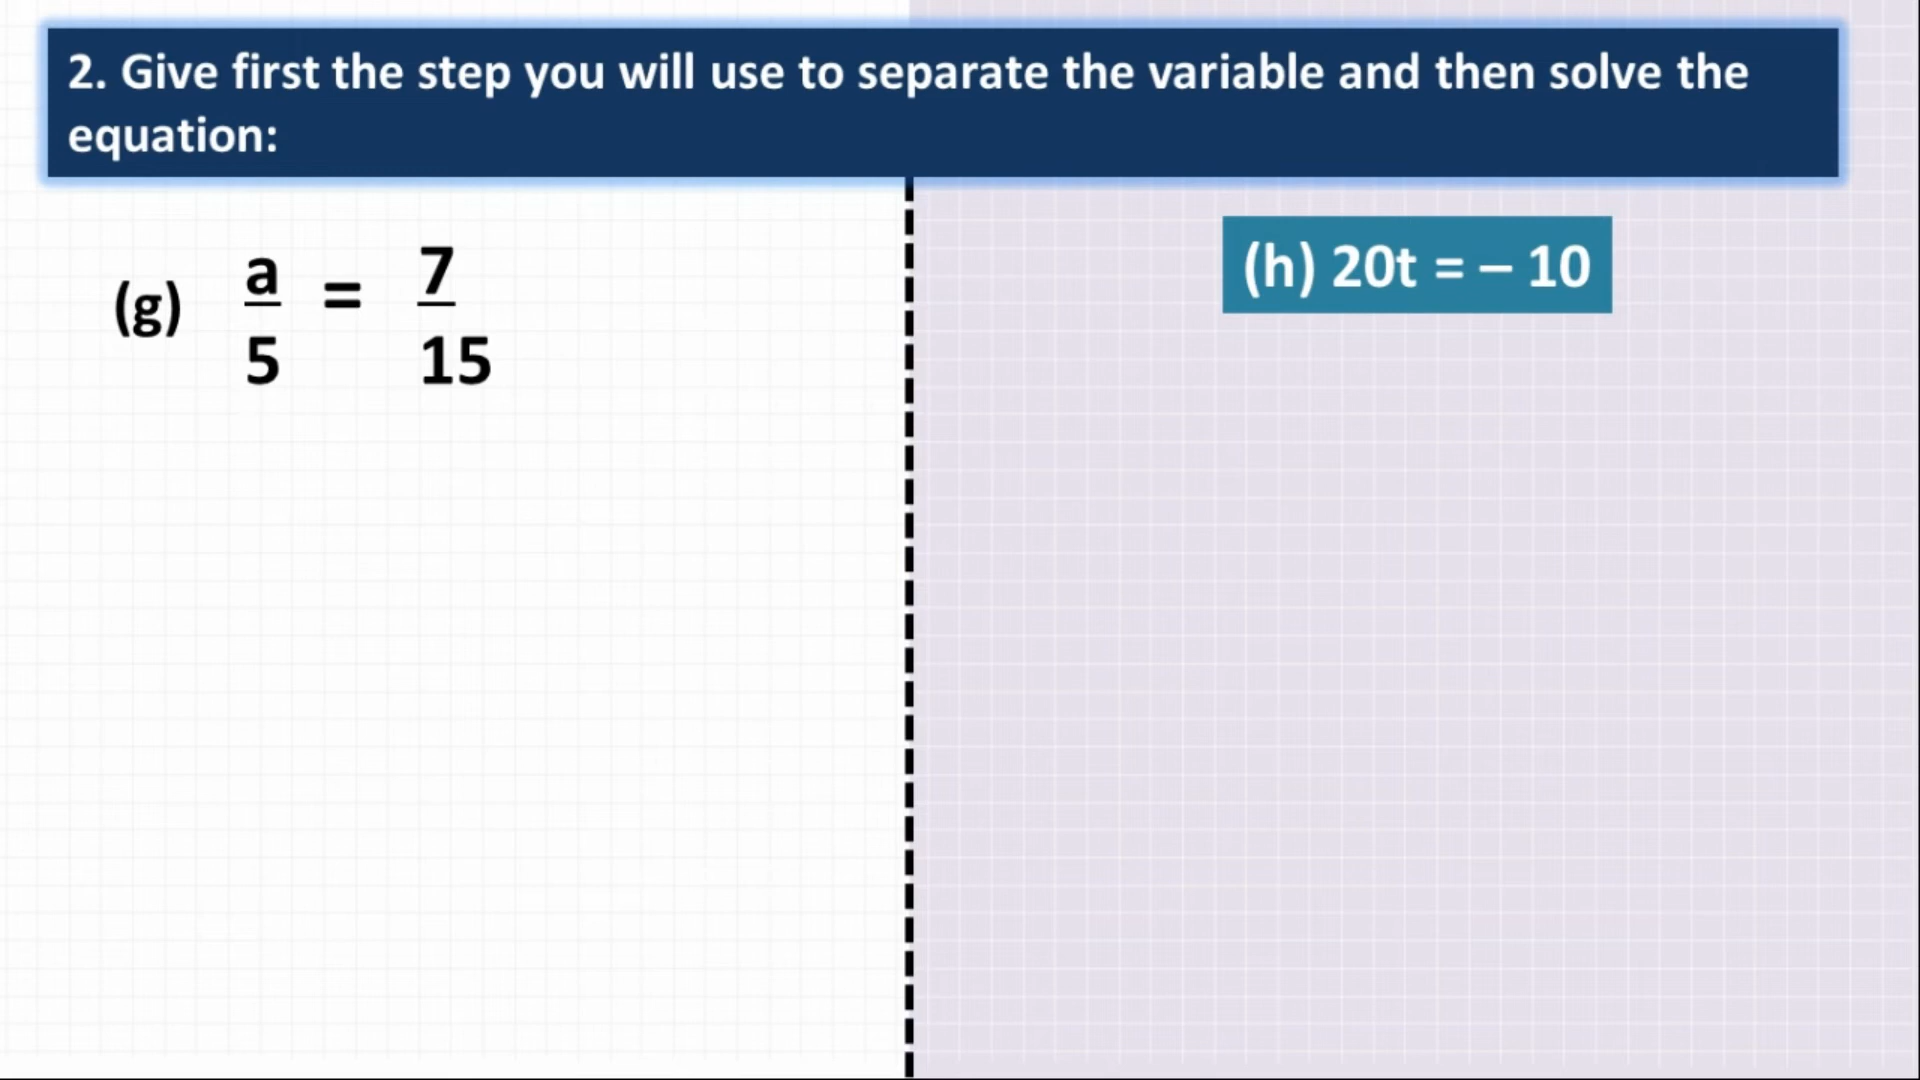 2. Give first the step you will use to separate the variable and then solve the
equation:
(g) a/5 = 7/15
(h) 20t = – 10